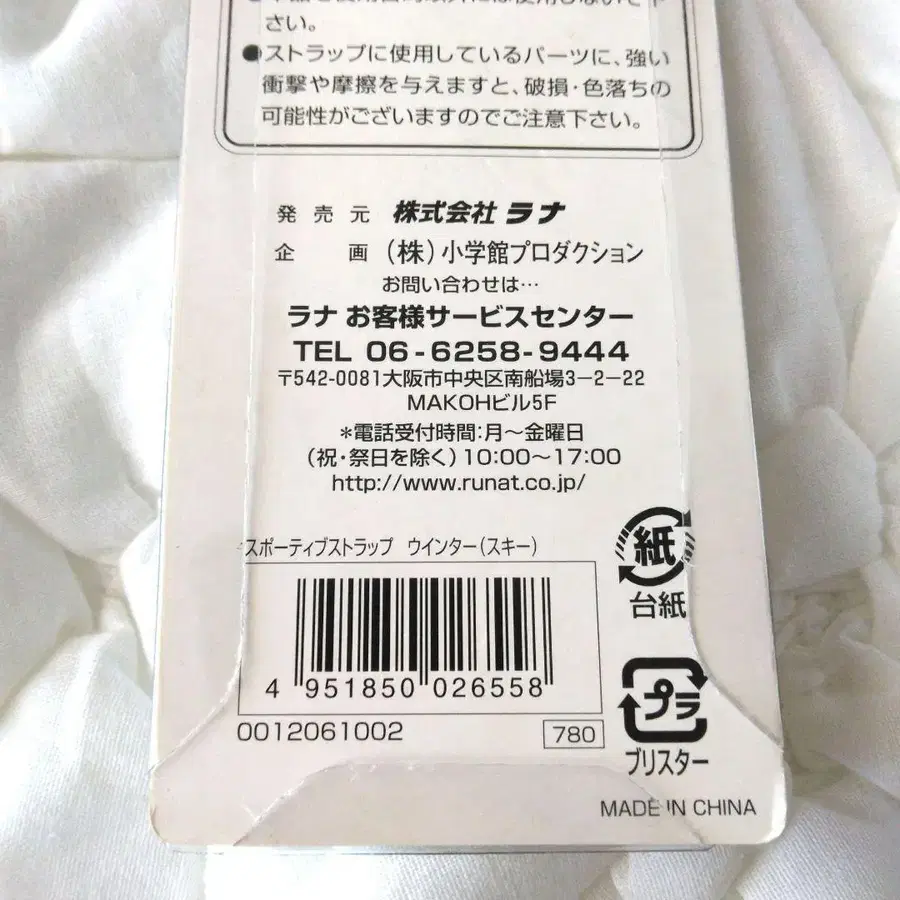 さい。
●ストラップに使用しているパーツに、強い
衝撃や摩擦を与えますと、破損・色落ちの
可能性がございますのでご注意下さい。
発売元 株式会社 ラナ
企画 (株)小学館プロダクション
お問い合わせは…
ラナ お客様サービスセンター
TEL 06-6258-9444
〒542-0081大阪市中央区南船場3-2-22
MAKOHビル5F
*電話受付時間:月〜金曜日
(祝・祭日を除く)10:00〜17:00
http://www.runat.co.jp/
スポーティブストラップ ウインター(スキー)
4 951850 026558
0012061002
780
紙
台紙
プラ
ブリスター
MADE IN CHINA